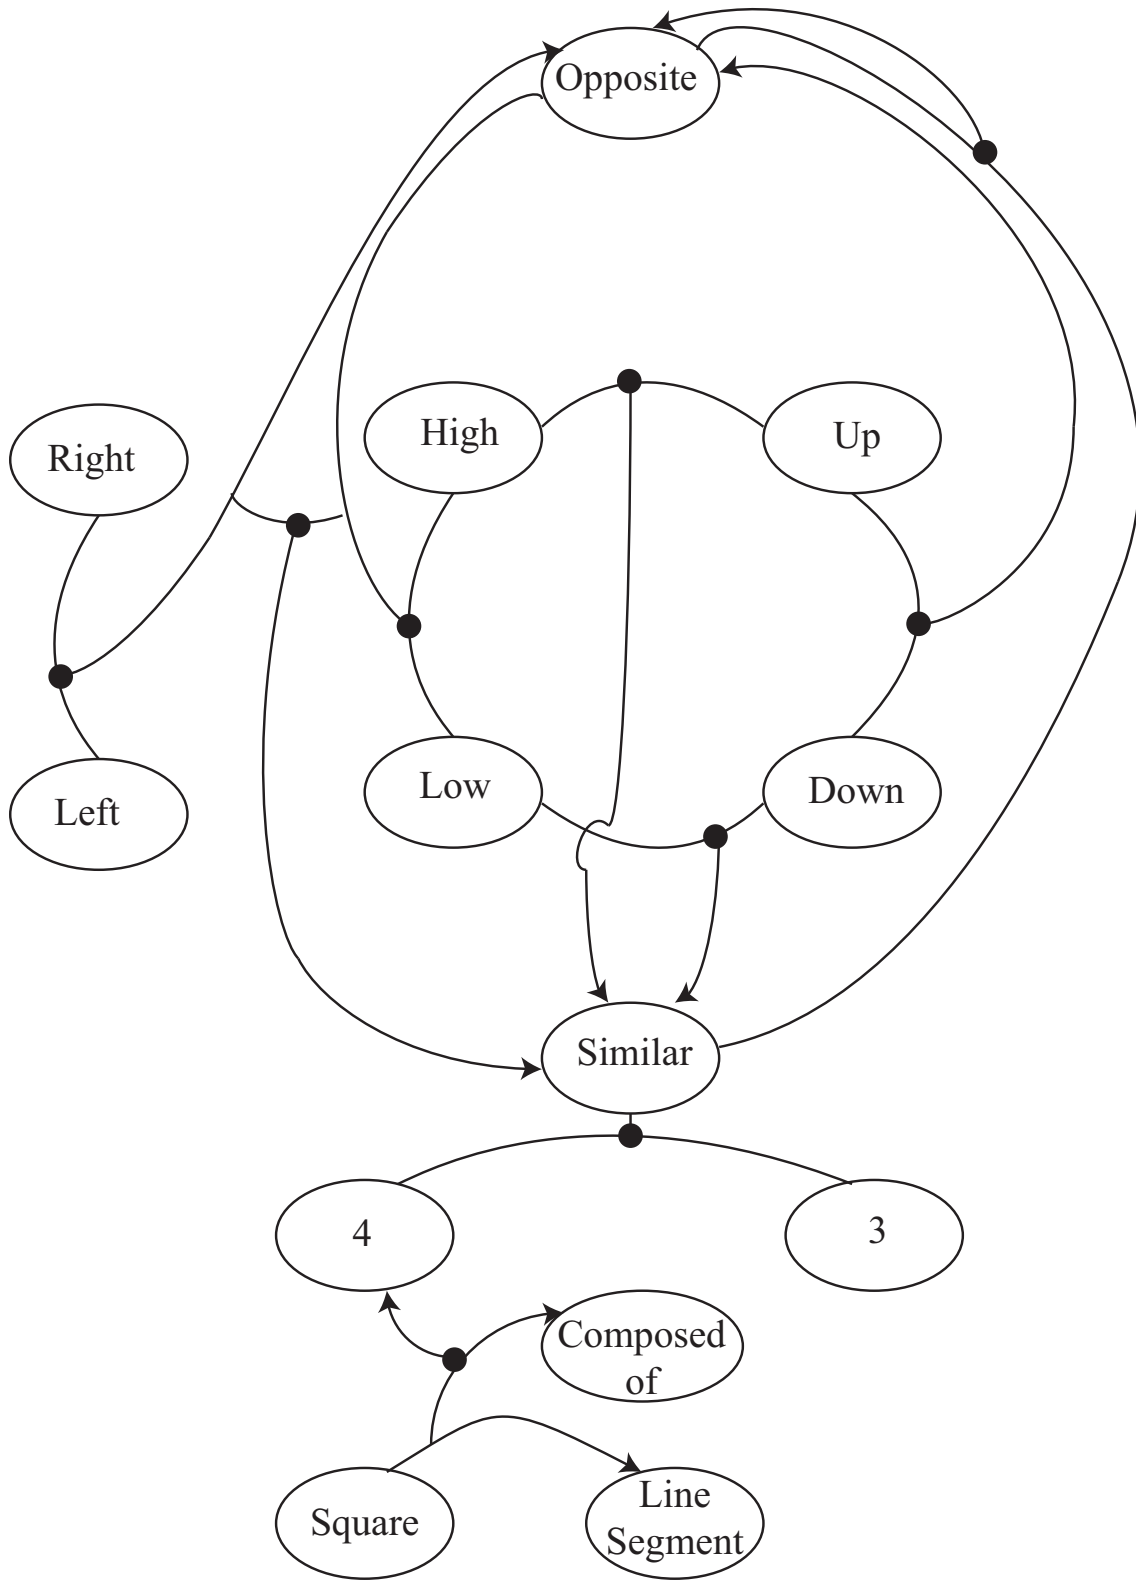 Opposite
High
Up
Right
Low
Down
Left
Similar
4
3
Composed
of
Line
Square
Segment